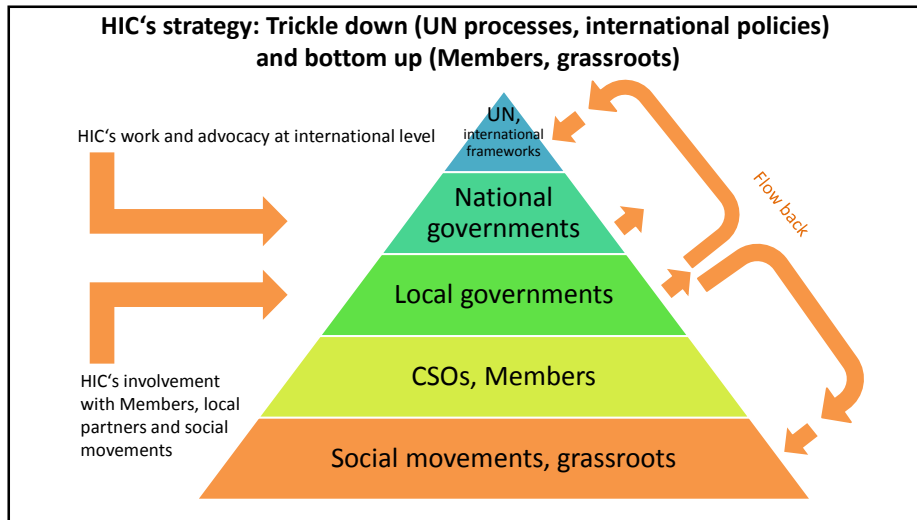 HIC‘s strategy: Trickle down (UN processes, international policies)
and bottom up (Members, grassroots)
HIC‘s work and advocacy at international level
UN,
international
frameworks
National
governments
Local governments
CSOs, Members
Social movements, grassroots
HIC‘s involvement
with Members, local
partners and social
movements
Flow back